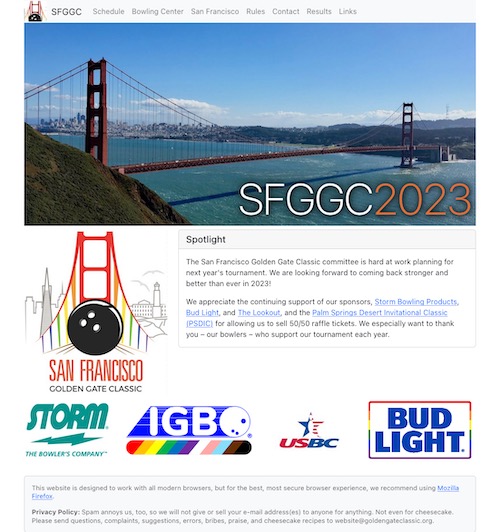 SFGGC Schedule Bowling Center San Francisco Rules Contact Results Links
SFGGC2023
Spotlight
The San Francisco Golden Gate Classic committee is hard at work planning for
next year's tournament. We are looking forward to coming back stronger and
better than ever in 2023!
We appreciate the continuing support of our sponsors, Storm Bowling Products,
Bud Light, and The Lookout, and the Palm Springs Desert Invitational Classic
(PSDIC) for allowing us to sell 50/50 raffle tickets. We especially want to thank
you – our bowlers – who support our tournament each year.
SAN FRANCISCO
GOLDEN GATE CLASSIC
STORM
THE BOWLER'S COMPANY™
IGBO
USBC
BUD
LIGHT.
This website is designed to work with all modern browsers, but for the best, most secure browser experience, we recommend using Mozilla
Firefox.
Privacy Policy: Spam annoys us, too, so we will not give or sell your e-mail address(es) to anyone for anything. Not even for cheesecake.
Please send questions, complaints, suggestions, errors, bribes, praise, and cheesecake recipes to website@goldengateclassic.org.